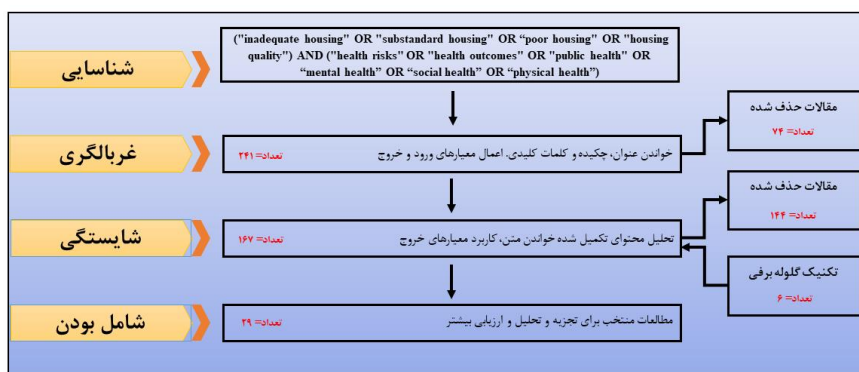 شناسایی
("inadequate housing" OR "substandard housing" OR “poor housing" OR "housing
quality") AND ("health risks" OR "health outcomes" OR "public health" OR
“mental health” OR “social health” OR “physical health”)
غربالگری
خواندن عنوان، چکیده و کلمات کلیدی. اعمال معیارهای ورود و خروج
تعداد= ۲۴۱
مقالات حذف شده
تعداد= ۷۴
شایستگی
تحلیل محتوای تکمیل شده خواندن متن، کاربرد معیارهای خروج
تعداد= ۱۶۷
مقالات حذف شده
تعداد= ۱۴۴
تکنیک گلوله برفی
تعداد= ۶
شامل بودن
مطالعات منتخب برای تجزیه و تحلیل و ارزیابی بیشتر
تعداد= ۲۹